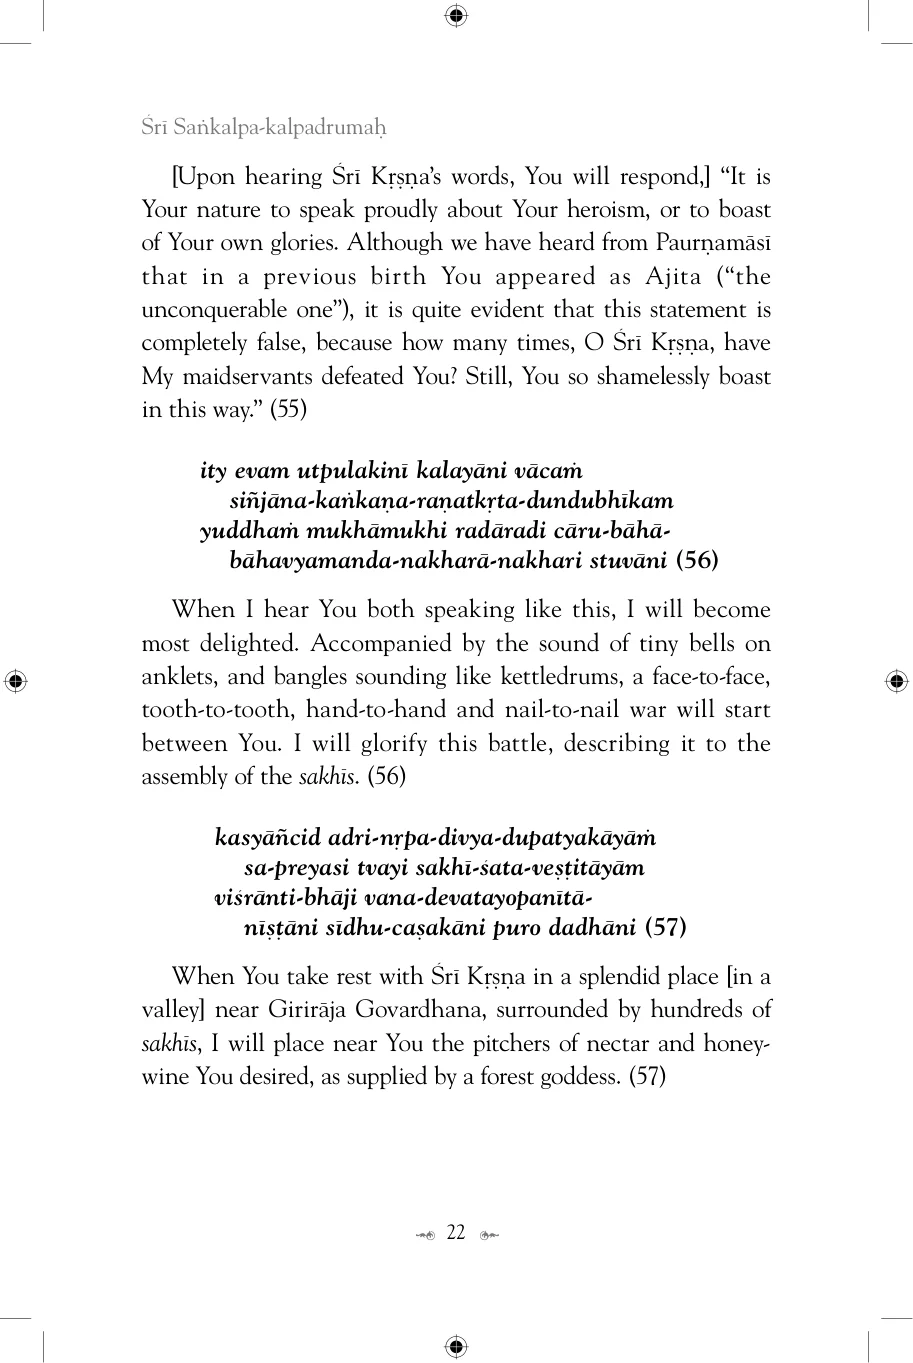 Śrī Saṅkalpa-kalpadrumaḥ
[Upon hearing Śrī Kṛṣṇa’s words, You will respond,] “It is
Your nature to speak proudly about Your heroism, or to boast
of Your own glories. Although we have heard from Paurṇamāsī
that in a previous birth You appeared as Ajita (“the
unconquerable one”), it is quite evident that this statement is
completely false, because how many times, O Śrī Kṛṣṇa, have
My maidservants defeated You? Still, You so shamelessly boast
in this way.” (55)
ity evam utpulakinī kalayāni vācaṁ
siñjāna-kaṅkaṇa-raṇatkṛta-dundubhīkam
yuddhaṁ mukhāmukhi radāradi cāru-bāhā-
bāhavyamanda-nakharā-nakhari stuvāni (56)
When I hear You both speaking like this, I will become
most delighted. Accompanied by the sound of tiny bells on
anklets, and bangles sounding like kettledrums, a face-to-face,
tooth-to-tooth, hand-to-hand and nail-to-nail war will start
between You. I will glorify this battle, describing it to the
assembly of the sakhīs. (56)
kasyāñcid adri-nṛpa-divya-dupatyakāyāṁ
sa-preyasi tvayi sakhī-śata-veṣṭitāyām
viśrānti-bhāji vana-devatayopanītā-
nīṣṭāni sīdhu-caṣakāni puro dadhāni (57)
When You take rest with Śrī Kṛṣṇa in a splendid place [in a
valley] near Girirāja Govardhana, surrounded by hundreds of
sakhīs, I will place near You the pitchers of nectar and honey-
wine You desired, as supplied by a forest goddess. (57)
22